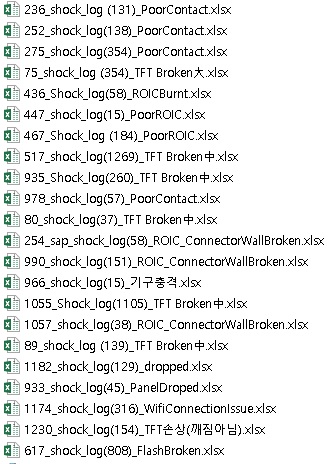 236_shock_log (131)_PoorContact.xlsx
252_shock_log(138)_PoorContact.xlsx
275_shock_log(354)_PoorContact.xlsx
75_shock_log (354)_TFT Broken大.xlsx
436_Shock_log(58)_ROICBurnt.xlsx
447_shock_log(15)_PoorROIC.xlsx
467_Shock_log (184)_PoorROIC.xlsx
517_shock_log(1269)_TFT Broken中.xlsx
935_Shock_log(260)_TFT Broken中.xlsx
978_shock_log(57)_PoorContact.xlsx
80_shock_log(37)_TFT Broken中.xlsx
254_sap_shock_log(58)_ROIC_ConnectorWallBroken.xlsx
990_shock_log(151)_ROIC_ConnectorWallBroken.xlsx
966_shock_log(15)_기구충격.xlsx
1055_Shock_log(1105)_TFT Broken中.xlsx
1057_shock_log(38)_ROIC_ConnectorWallBroken.xlsx
89_shock_log (139)_TFT Broken中.xlsx
1182_shock_log(129)_dropped.xlsx
933_shock_log(45)_PanelDroped.xlsx
1174_shock_log(316)_WifiConnectionIssue.xlsx
1230_shock_log(154)_TFT손상(깨짐아님).xlsx
617_shock_log(808)_FlashBroken.xlsx